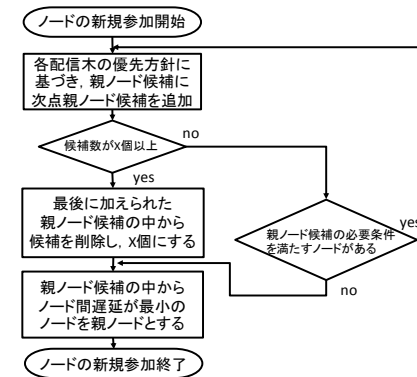 ノードの新規参加開始
各配信木の優先方針に
基づき，親ノード候補に
次点親ノード候補を追加
候補数がX個以上
no
yes
最後に加えられた
親ノード候補の中から
候補を削除し，X個にする
親ノード候補の必要条件
を満たすノードがある
yes
no
親ノード候補の中から
ノード間遅延が最小の
ノードを親ノードとする
ノードの新規参加終了